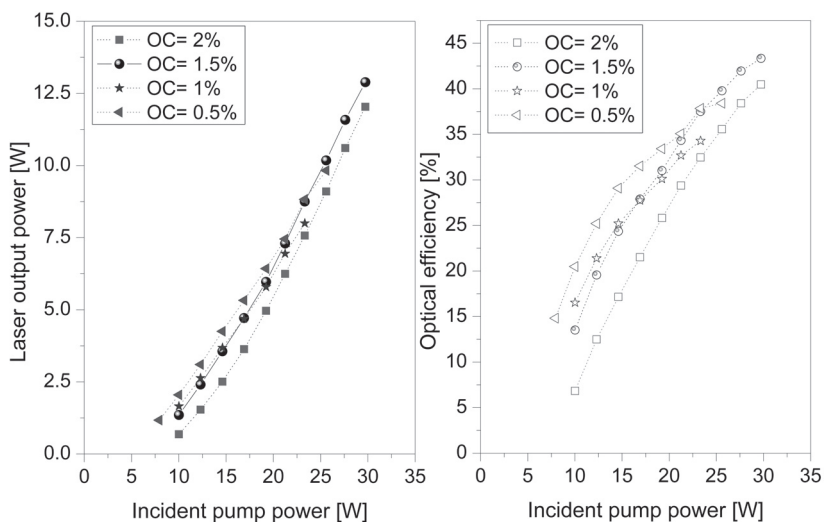 15.0
12.5
10.0
7.5
5.0
2.5
0.0
Laser output power [W]
OC= 2%
OC= 1.5%
OC= 1%
OC= 0.5%
0 5 10 15 20 25 30 35
Incident pump power [W]
45
40
35
30
25
20
15
10
5
0
Optical efficiency [%]
OC= 2%
OC= 1.5%
OC= 1%
OC= 0.5%
0 5 10 15 20 25 30 35
Incident pump power [W]